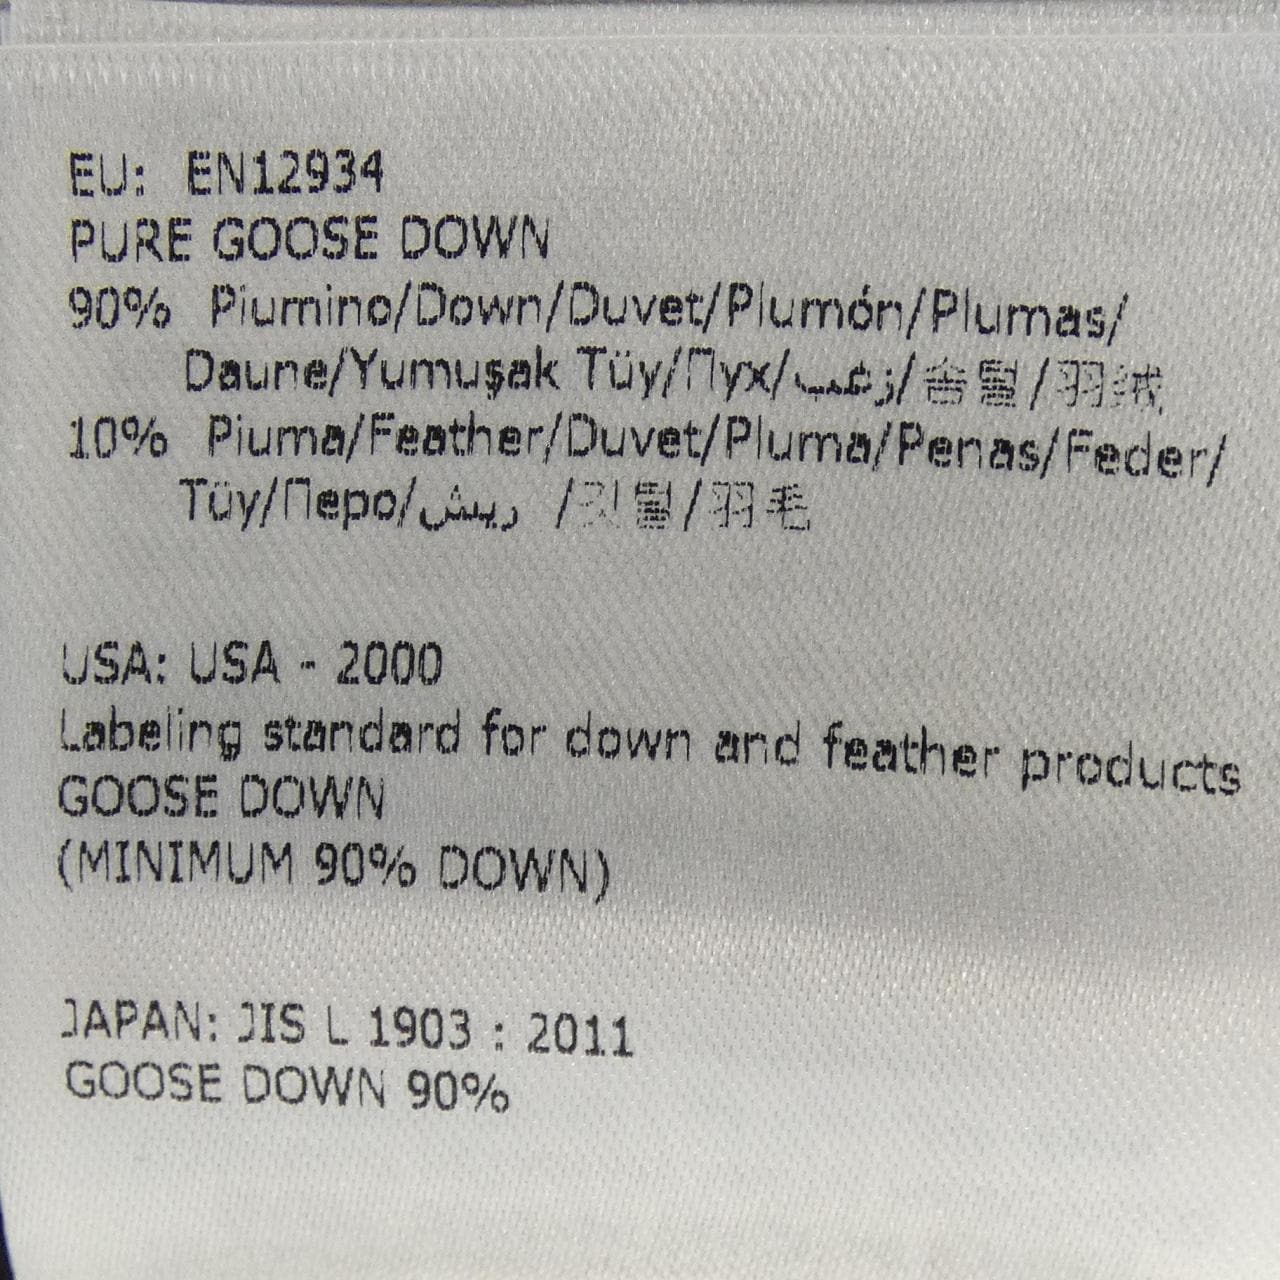 EU: EN12934
PURE GOOSE DOWN
90% Piumino/Down/Duvet/Plumón/Plumas/
Daune/Yumuşak Tüy/Пух/زغب/솜털/羽绒
10% Piuma/Feather/Duvet/Pluma/Penas/Feder/
Tüy/Перо/ريش /깃털/羽毛
USA: USA - 2000
Labeling standard for down and feather products
GOOSE DOWN
(MINIMUM 90% DOWN)
JAPAN: JIS L 1903 : 2011
GOOSE DOWN 90%